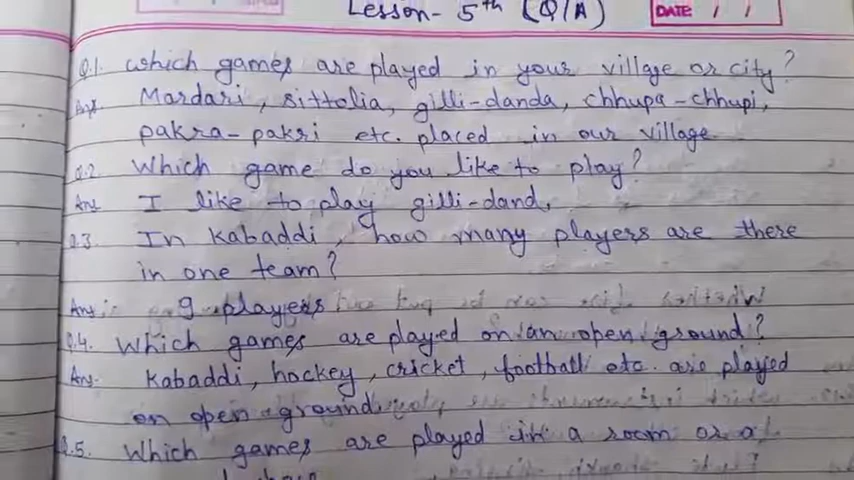 Lesson- 5th (Q/A)
DATE / /
Q.1. Which games are played in your village or city?
Ans Mardari, sittolia, gilli-danda, chhupa-chhupi,
pakra-pakri etc. placed in our village
Q.2 Which game do you like to play?
Ans I like to play gilli-dand,
Q.3 In kabaddi, how many players are there
in one team?
Ans 9 players
Q.4. Which games are played on an open ground?
Ans. kabaddi, hockey, cricket, football etc. are played
on open ground
Q.5. Which games are played in a room or a